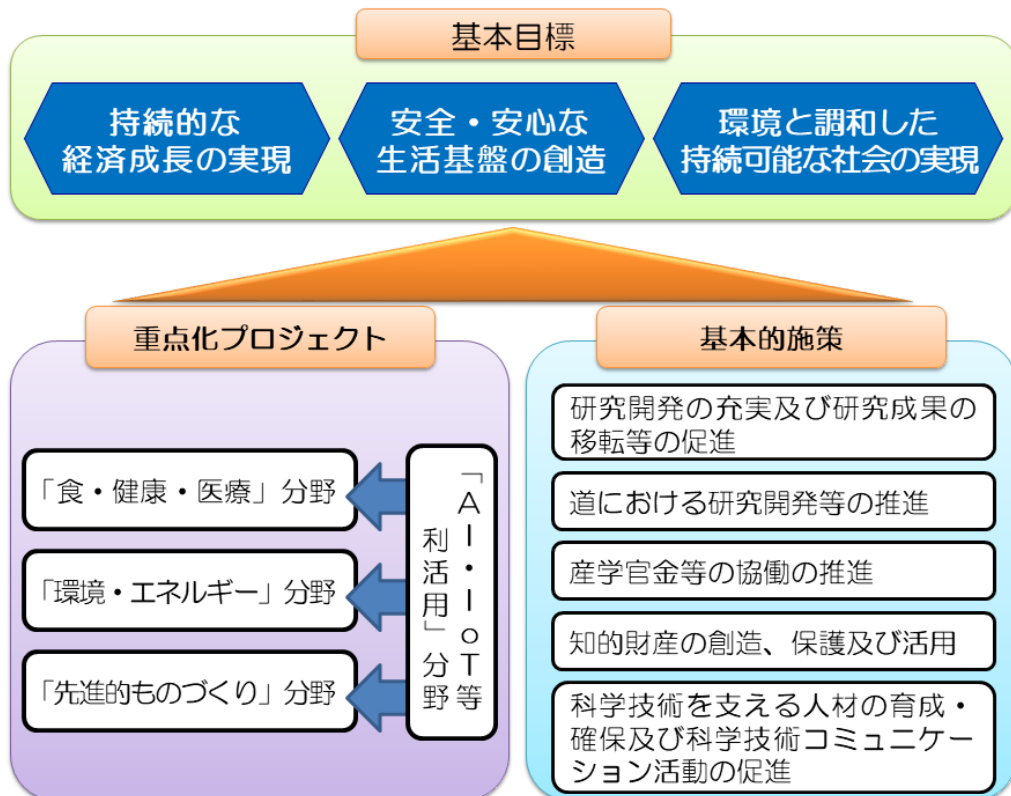 基本目標
持続的な
経済成長の実現
安全・安心な
生活基盤の創造
環境と調和した
持続可能な社会の実現
重点化プロジェクト
「食・健康・医療」分野
「環境・エネルギー」分野
「先進的ものづくり」分野
「AI・IoT等
利活用」分野
基本的施策
研究開発の充実及び研究成果の
移転等の促進
道における研究開発等の推進
産学官金等の協働の推進
知的財産の創造、保護及び活用
科学技術を支える人材の育成・
確保及び科学技術コミュニケー
ション活動の促進